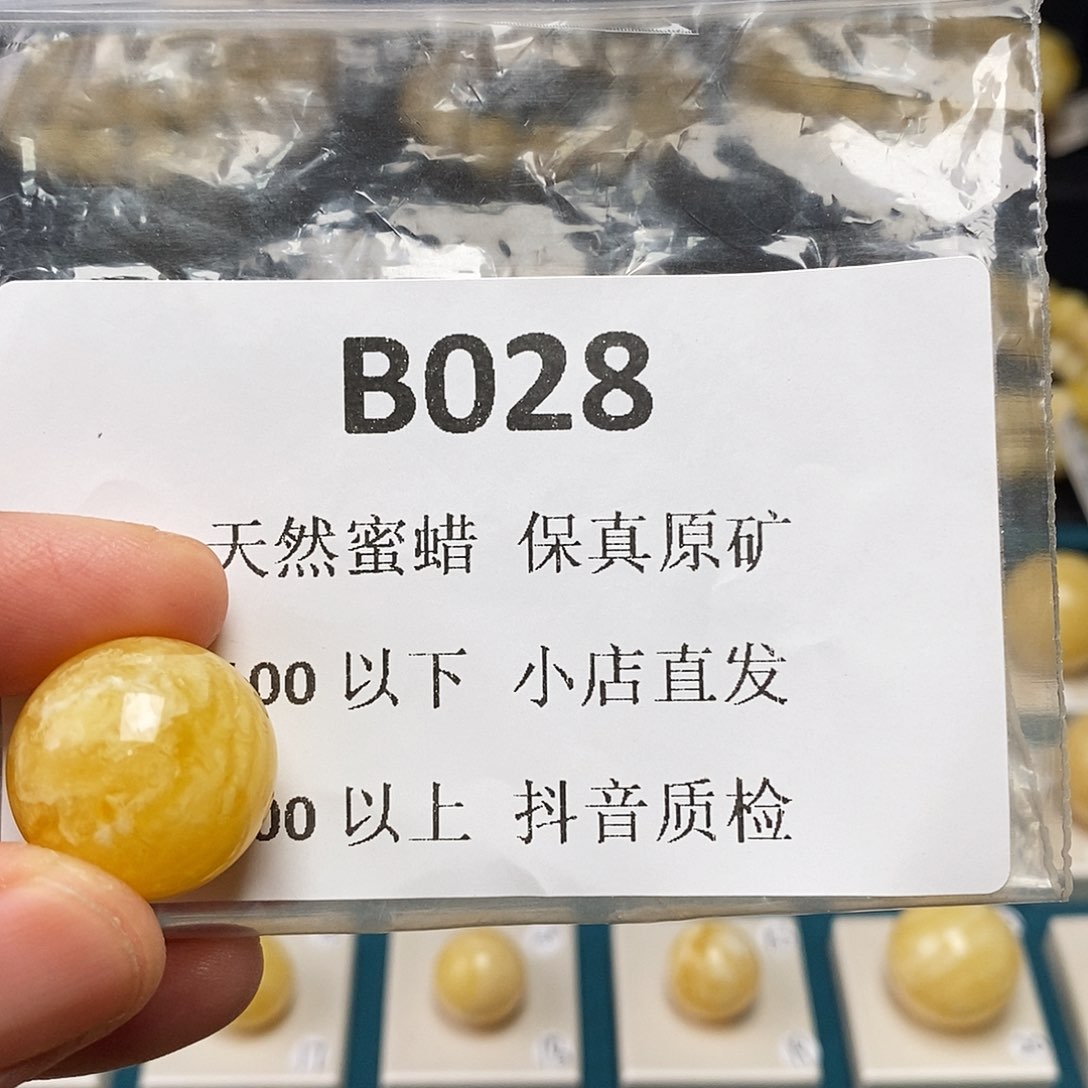 B028
天然蜜蜡 保真原矿
00 以下 小店直发
00 以上 抖音质检